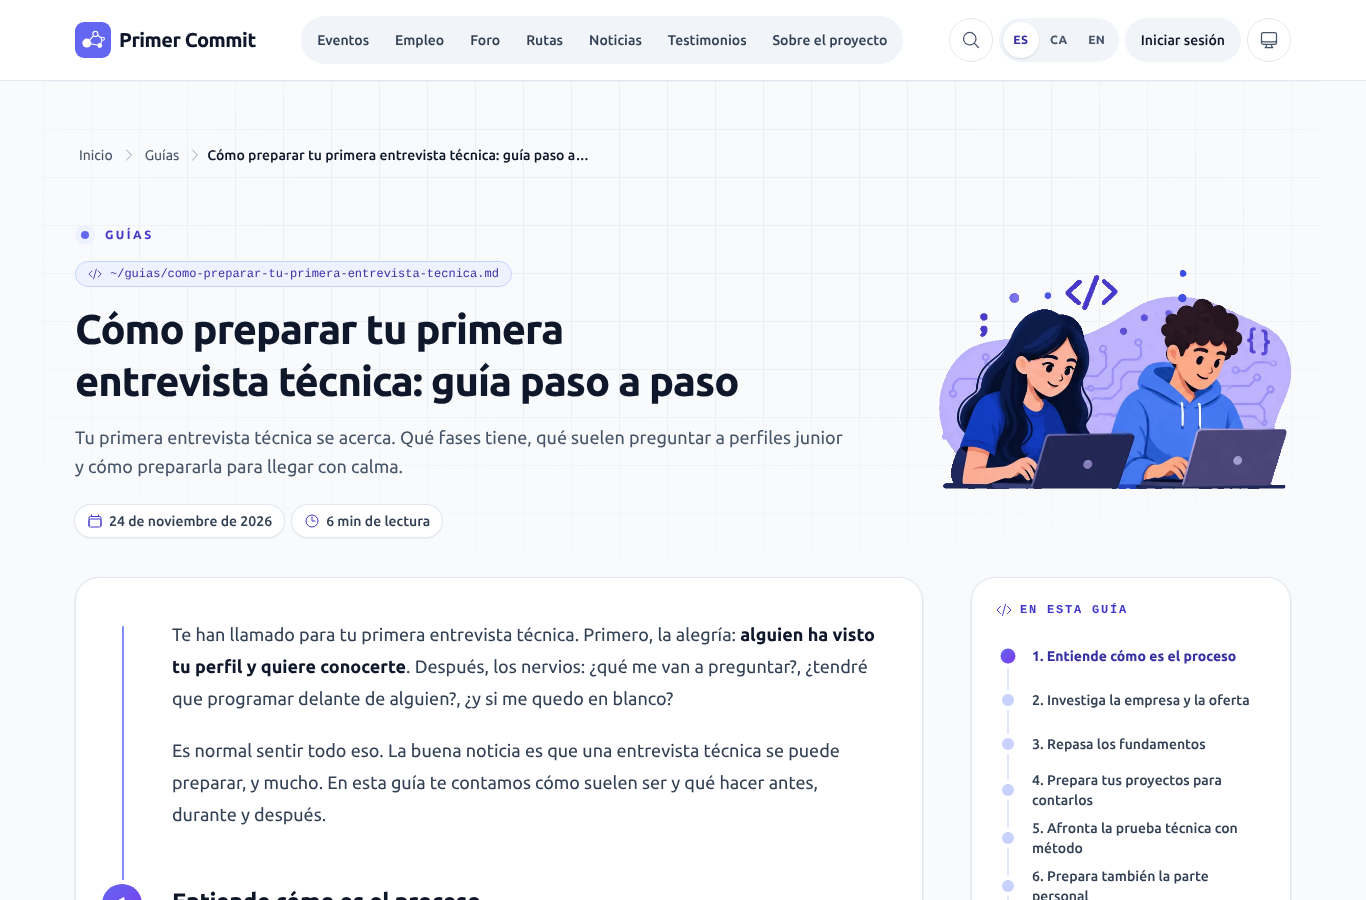 Primer Commit
Eventos
Empleo
Foro
Rutas
Noticias
Testimonios
Sobre el proyecto
ES
CA
EN
Iniciar sesión
Inicio
Guías
Cómo preparar tu primera entrevista técnica: guía paso a...
GUÍAS
</> ~/guias/como-preparar-tu-primera-entrevista-tecnica.md
Cómo preparar tu primera
entrevista técnica: guía paso a paso
Tu primera entrevista técnica se acerca. Qué fases tiene, qué suelen preguntar a perfiles junior
y cómo prepararla para llegar con calma.
24 de noviembre de 2026
6 min de lectura
</>
;
{}
Te han llamado para tu primera entrevista técnica. Primero, la alegría: alguien ha visto
tu perfil y quiere conocerte. Después, los nervios: ¿qué me van a preguntar?, ¿tendré
que programar delante de alguien?, ¿y si me quedo en blanco?
Es normal sentir todo eso. La buena noticia es que una entrevista técnica se puede
preparar, y mucho. En esta guía te contamos cómo suelen ser y qué hacer antes,
durante y después.
1
Entiende cómo es el proceso
</> EN ESTA GUÍA
1. Entiende cómo es el proceso
2. Investiga la empresa y la oferta
3. Repasa los fundamentos
4. Prepara tus proyectos para
contarlos
5. Afronta la prueba técnica con
método
6. Prepara también la parte
personal